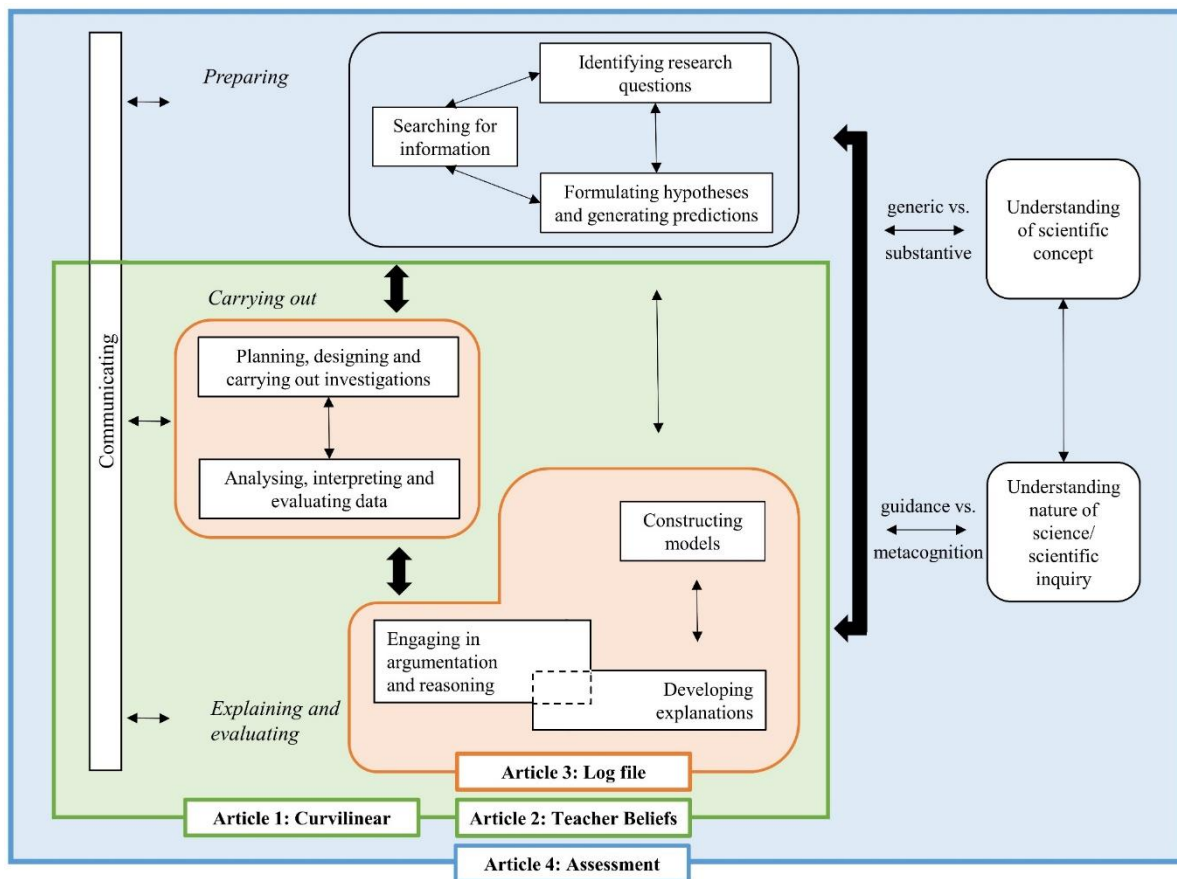 Preparing
Identifying research
questions
Searching for
information
Formulating hypotheses
and generating predictions
generic vs.
substantive
Understanding
of scientific
concept
Communicating
Carrying out
Planning, designing and
carrying out investigations
Analysing, interpreting and
evaluating data
Constructing
models
guidance vs.
metacognition
Understanding
nature of
science/
scientific
inquiry
Engaging in
argumentation
and reasoning
Developing
explanations
Explaining and
evaluating
Article 3: Log file
Article 1: Curvilinear
Article 2: Teacher Beliefs
Article 4: Assessment